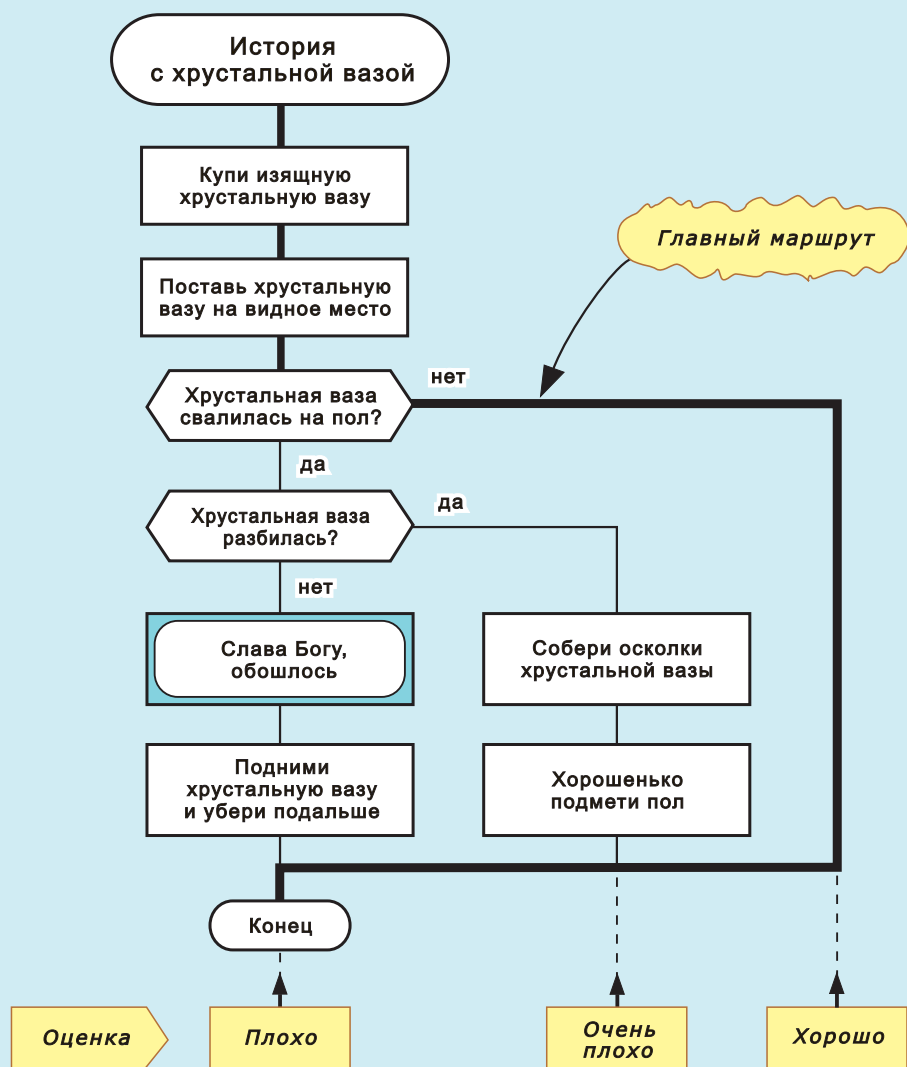 История
с хрустальной вазой
Купи изящную
хрустальную вазу
Главный маршрут
Поставь хрустальную
вазу на видное место
нет
Хрустальная ваза
свалилась на пол?
да
да
Хрустальная ваза
разбилась?
нет
Слава Богу,
обошлось
Собери осколки
хрустальной вазы
Подними
хрустальную вазу
и убери подальше
Хорошенько
подмети пол
Конец
Оценка
Плохо
Очень
плохо
Хорошо